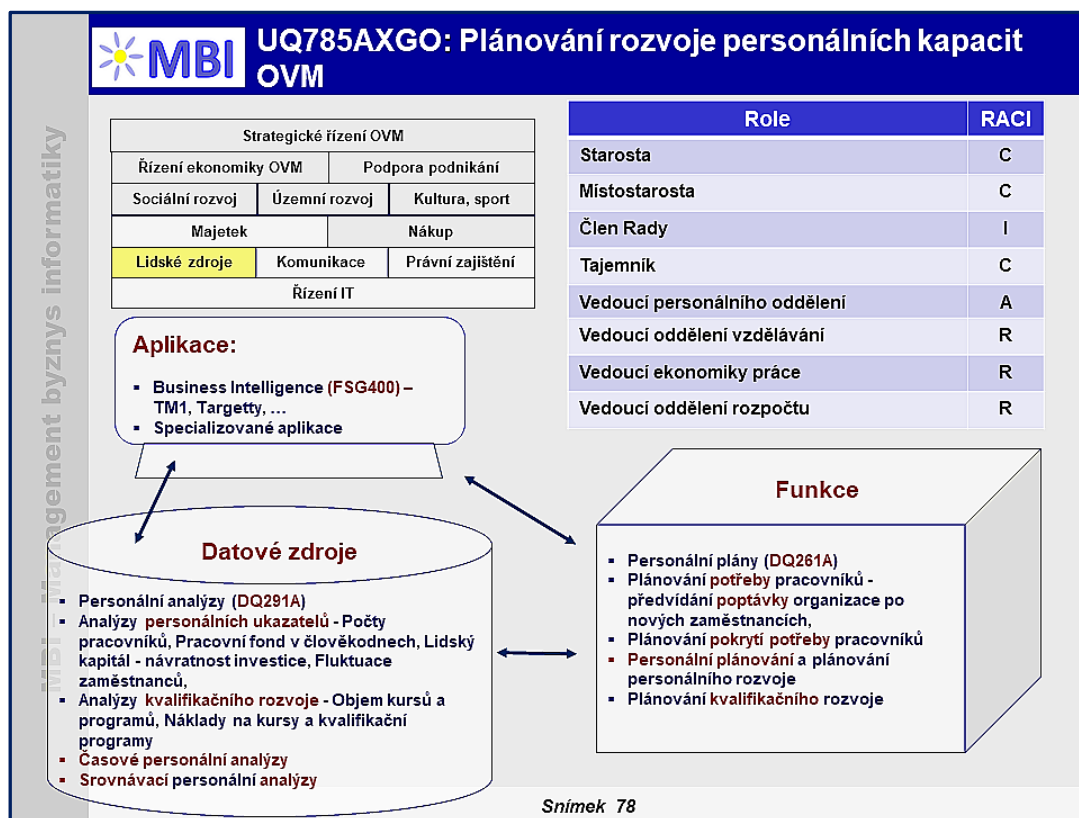 MBI
UQ785AXGO: Plánování rozvoje personálních kapacit
OVM
MBI – Management byznys informatiky
Strategické řízení OVM
Řízení ekonomiky OVM
Podpora podnikání
Sociální rozvoj
Územní rozvoj
Kultura, sport
Majetek
Nákup
Lidské zdroje
Komunikace
Právní zajištění
Řízení IT
Role RACI
Starosta C
Místostarosta C
Člen Rady I
Tajemník C
Vedoucí personálního oddělení A
Vedoucí oddělení vzdělávání R
Vedoucí ekonomiky práce R
Vedoucí oddělení rozpočtu R
Aplikace:
▪ Business Intelligence (FSG400) –
TM1, Targetty, …
▪ Specializované aplikace
Datové zdroje
▪ Personální analýzy (DQ291A)
▪ Analýzy personálních ukazatelů - Počty
pracovníků, Pracovní fond v člověkodnech, Lidský
kapitál - návratnost investice, Fluktuace
zaměstnanců,
▪ Analýzy kvalifikačního rozvoje - Objem kursů a
programů, Náklady na kursy a kvalifikační
programy
▪ Časové personální analýzy
▪ Srovnávací personální analýzy
Funkce
▪ Personální plány (DQ261A)
▪ Plánování potřeby pracovníků -
předvídání poptávky organizace po
nových zaměstnancích,
▪ Plánování pokrytí potřeby pracovníků
▪ Personální plánování a plánování
personálního rozvoje
▪ Plánování kvalifikačního rozvoje
Snímek 78